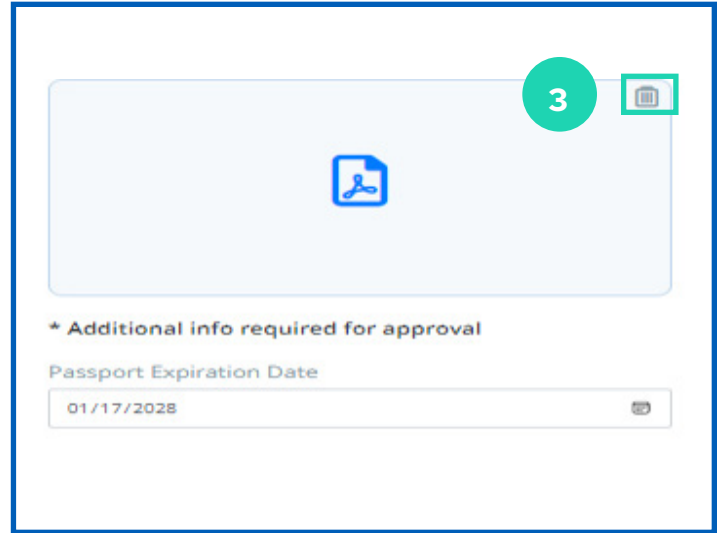 3
* Additional info required for approval
Passport Expiration Date
01/17/2028